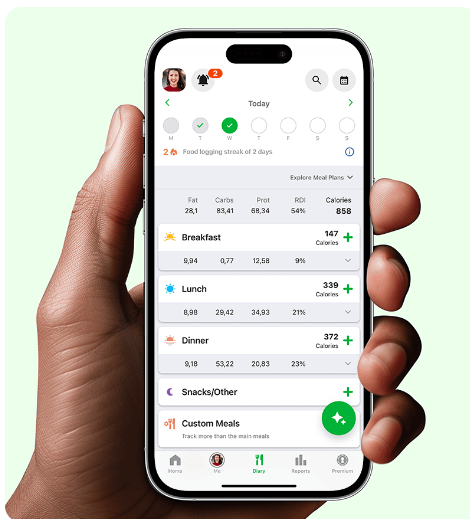 2
Today
M T W T F S S
2 Food logging streak of 2 days
Explore Meal Plans
Fat Carbs Prot RDI Calories
28,1 83,41 68,34 54% 858
Breakfast 147
Calories
9,94 0,77 12,58 9%
Lunch 339
Calories
8,98 29,42 34,93 21%
Dinner 372
Calories
9,18 53,22 20,83 23%
Snacks/Other
Custom Meals
Track more than the main meals
Home Me Diary Reports Premium